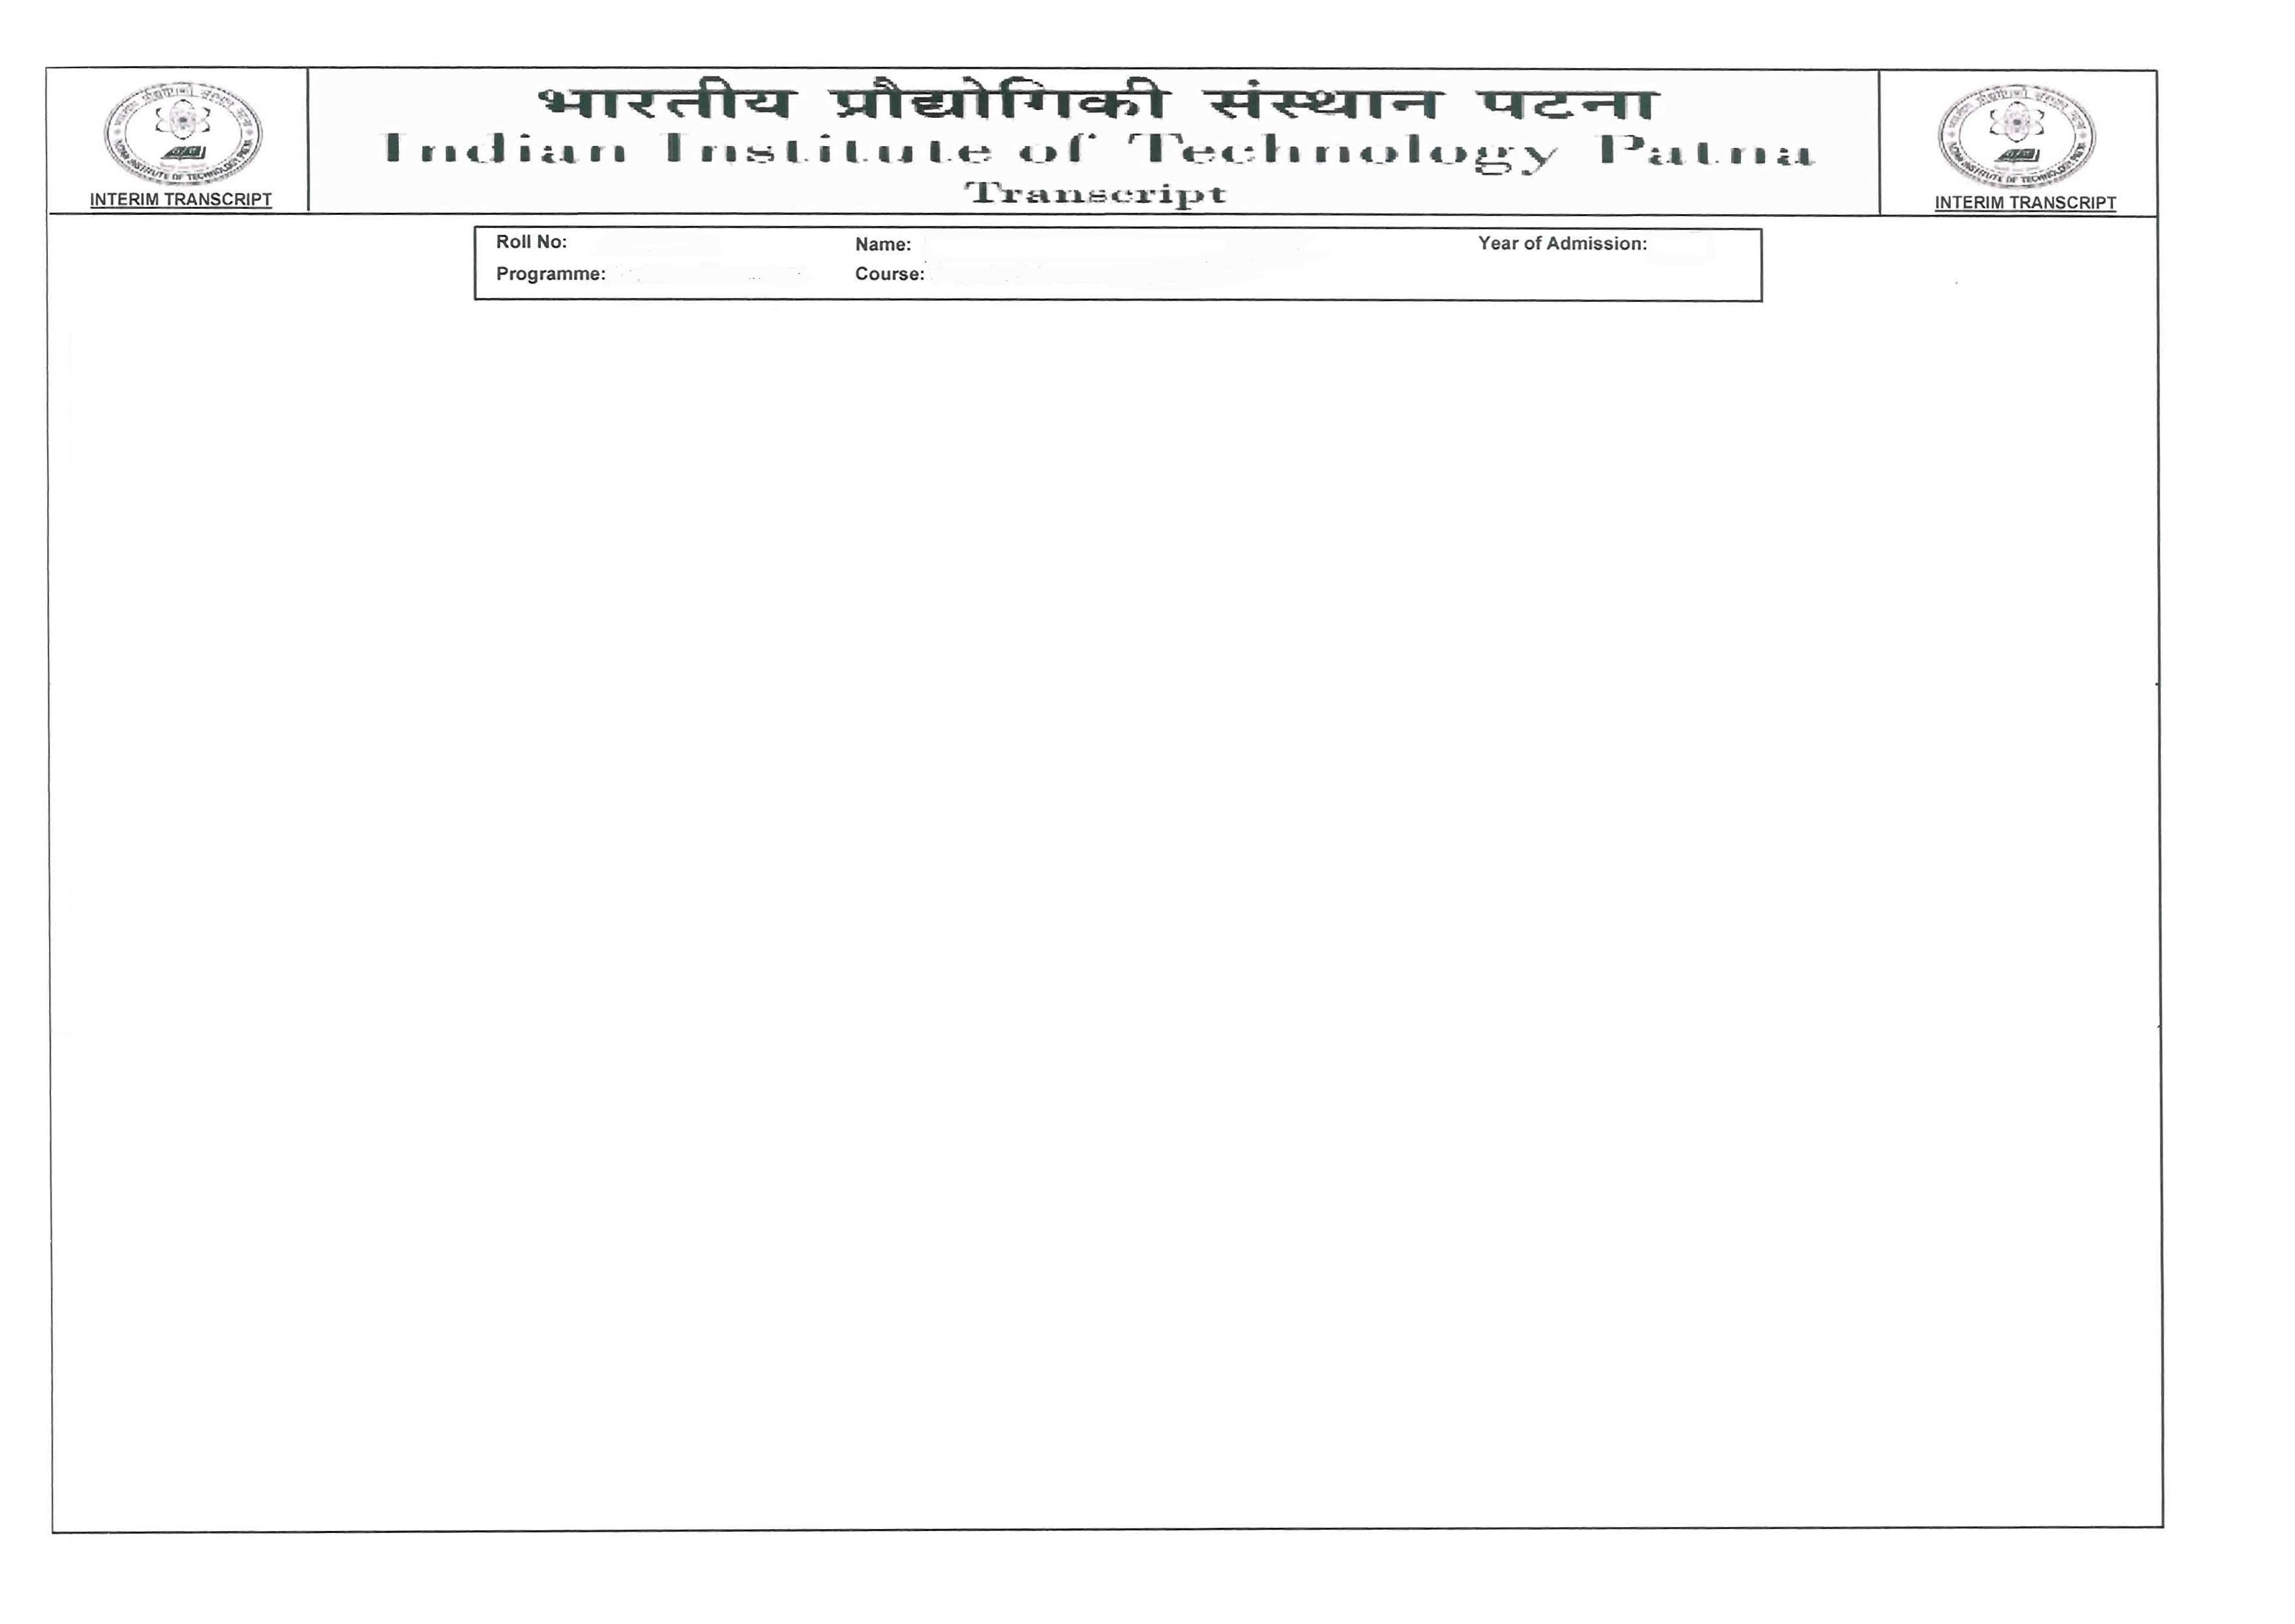 भारतीय प्रौद्योगिकी संस्थान पटना
Indian Institute of Technology Patna
Transcript
INTERIM TRANSCRIPT
INTERIM TRANSCRIPT
Roll No: Name: Year of Admission:
Programme: Course: